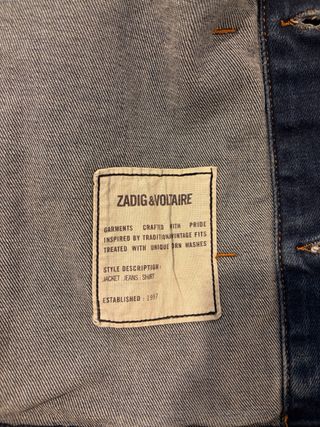 ZADIG & VOLTAIRE
GARMENTS CRAFTED WITH PRIDE
INSPIRED BY TRADITION VINTAGE FITS
TREATED WITH UNIQUE WORN WASHES
STYLE DESCRIPTION:
JACKET : JEANS : SHIRT
ESTABLISHED : 1997